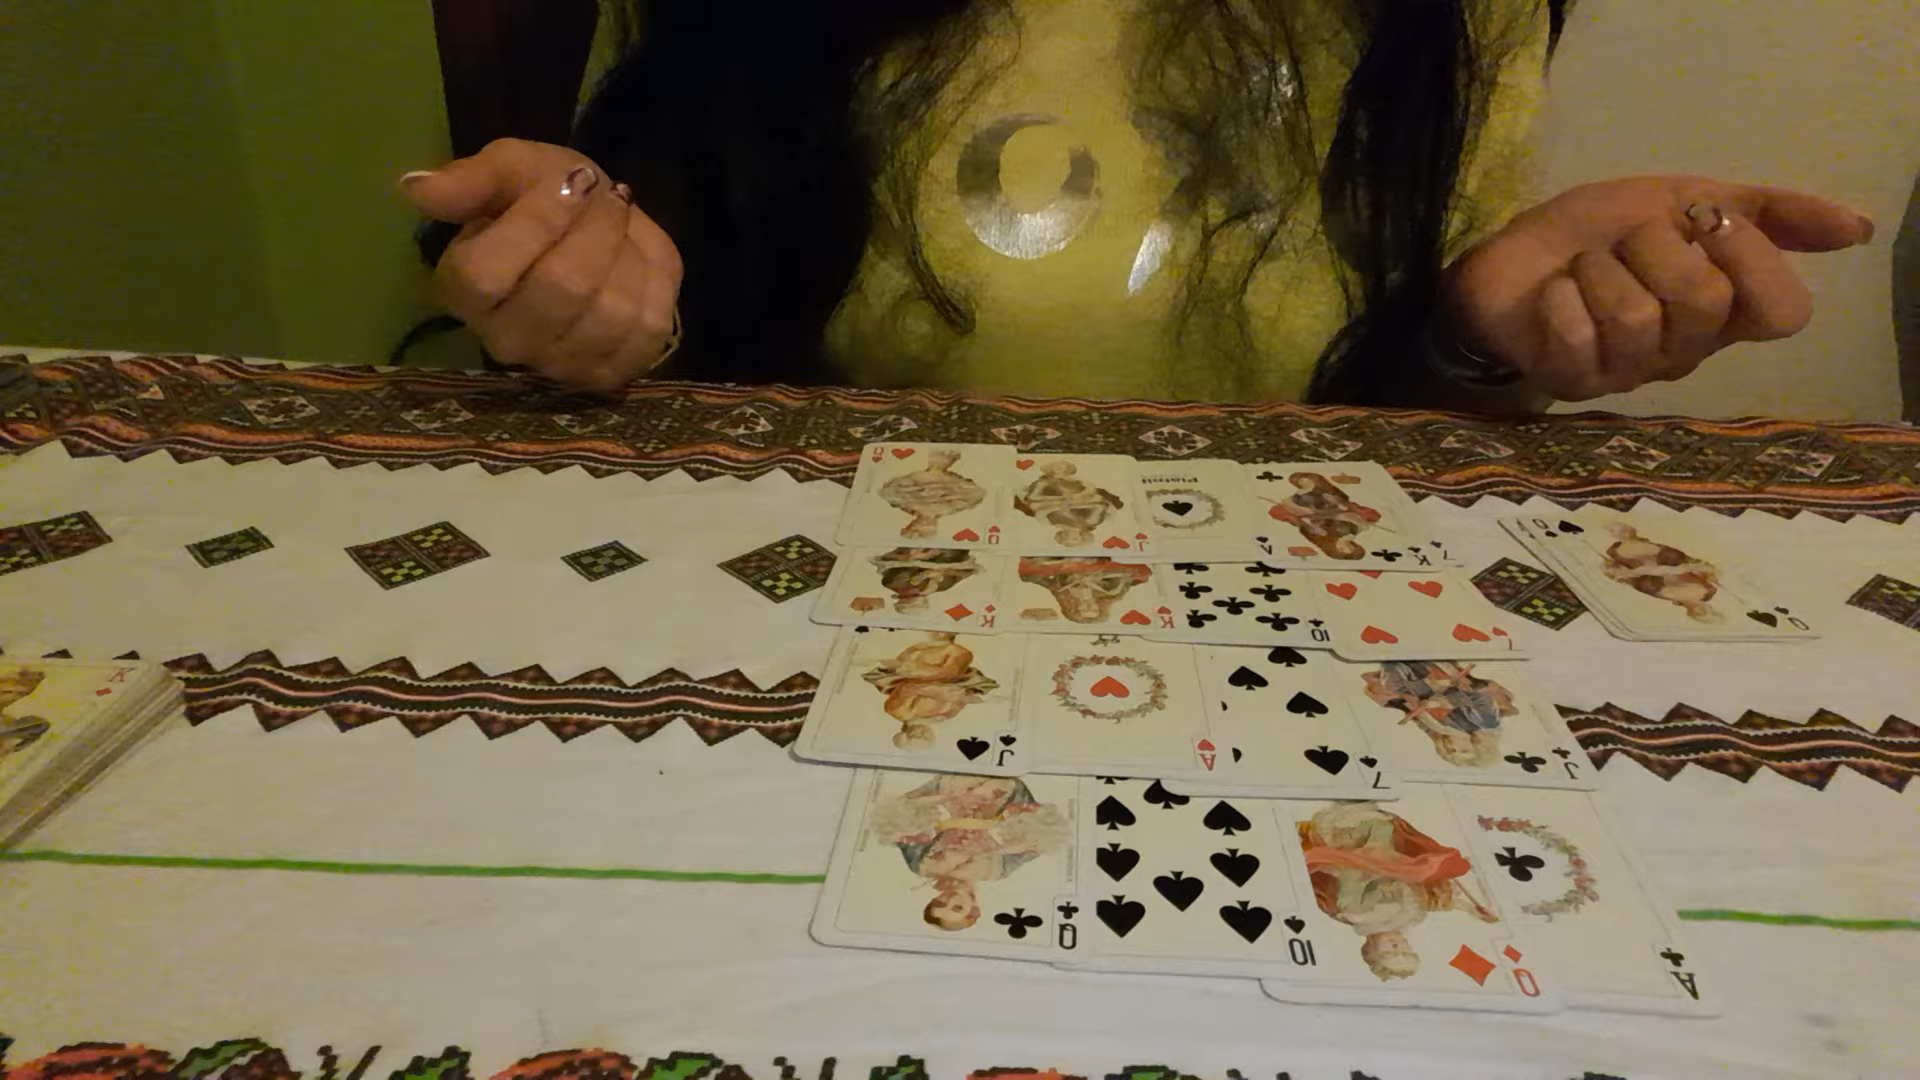 Q J
Piatnik
Q J A K 7
K K 10 7
J A 7 J
Q 10 Q A
Q Q
K